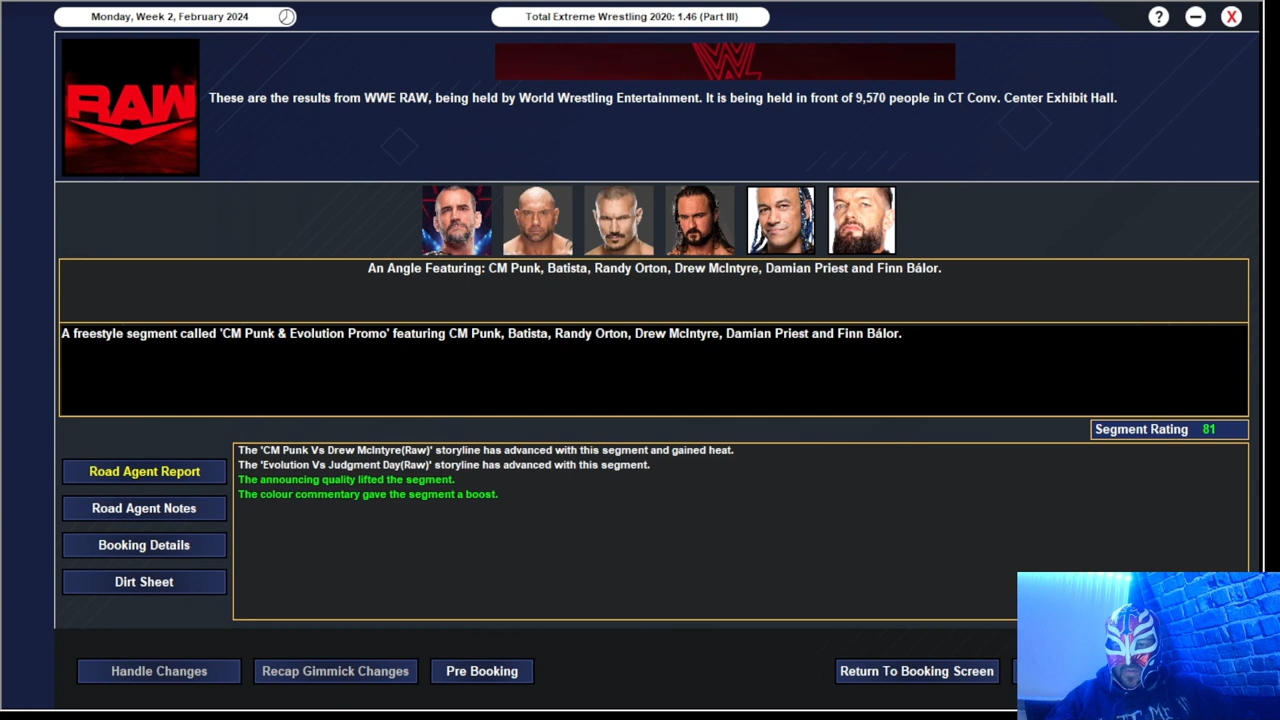 Monday, Week 2, February 2024
Total Extreme Wrestling 2020: 1.46 (Part III)
?
X
RAW
These are the results from WWE RAW, being held by World Wrestling Entertainment. It is being held in front of 9,570 people in CT Conv. Center Exhibit Hall.
An Angle Featuring: CM Punk, Batista, Randy Orton, Drew McIntyre, Damian Priest and Finn Bálor.
A freestyle segment called 'CM Punk & Evolution Promo' featuring CM Punk, Batista, Randy Orton, Drew McIntyre, Damian Priest and Finn Bálor.
Segment Rating 81
Road Agent Report
Road Agent Notes
Booking Details
Dirt Sheet
The 'CM Punk Vs Drew McIntyre(Raw)' storyline has advanced with this segment and gained heat.
The 'Evolution Vs Judgment Day(Raw)' storyline has advanced with this segment.
The announcing quality lifted the segment.
The colour commentary gave the segment a boost.
Handle Changes
Recap Gimmick Changes
Pre Booking
Return To Booking Screen